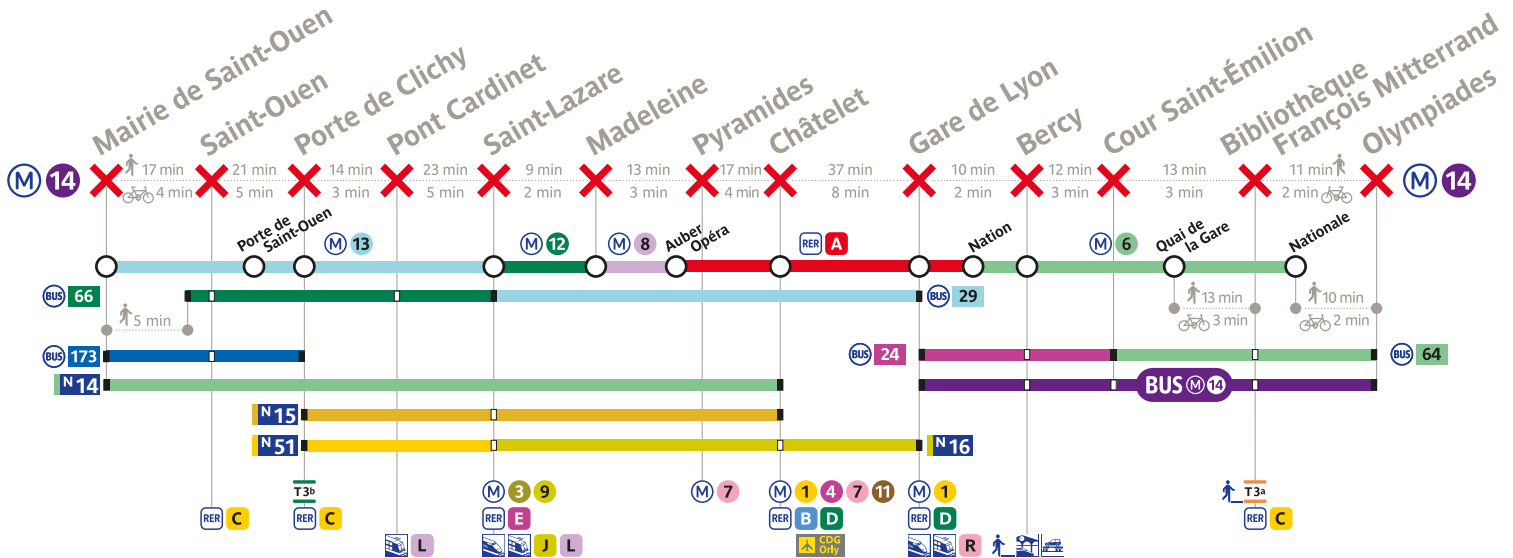 Mairie de Saint-Ouen
Saint-Ouen
Porte de Clichy
Pont Cardinet
Saint-Lazare
Madeleine
Pyramides
Châtelet
Gare de Lyon
Bercy
Cour Saint-Émilion
Bibliothèque
François Mitterrand
Olympiades
M 14
17 min
21 min
14 min
23 min
9 min
13 min
17 min
37 min
10 min
12 min
13 min
11 min
M 14
4 min
5 min
3 min
5 min
2 min
3 min
4 min
8 min
2 min
3 min
3 min
2 min
Porte de
Saint-Ouen
M 13
M 12
M 8
Auber
Opéra
RER A
Nation
M 6
Quai de
la Gare
Nationale
BUS 66
BUS 29
5 min
13 min
3 min
10 min
2 min
BUS 173
BUS 24
BUS 64
N14
BUS M 14
N15
N51
N16
T3b
M 3 9
M 7
M 1 4 7 11
M 1
T3a
RER C
RER C
RER E
RER B D
RER D
RER C
L
J L
CDG
Orly
R